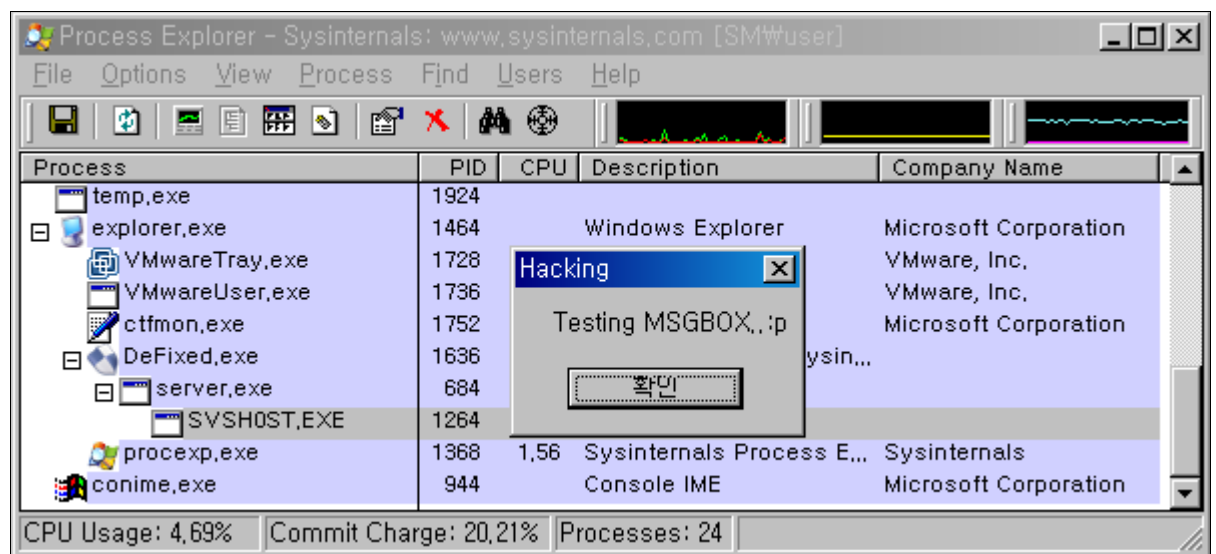 Process Explorer - Sysinternals: www.sysinternals.com [SM₩user]
File Options View Process Find Users Help
Process PID CPU Description Company Name
temp.exe 1924
explorer.exe 1464 Windows Explorer Microsoft Corporation
VMwareTray.exe 1728 VMware, Inc.
VMwareUser.exe 1736 VMware, Inc.
ctfmon.exe 1752 Microsoft Corporation
DeFixed.exe 1636 ysin...
server.exe 684
SVSH0ST.EXE 1264
procexp.exe 1368 1.56 Sysinternals Process E... Sysinternals
conime.exe 944 Console IME Microsoft Corporation
Hacking
Testing MSGBOX..:p
확인
CPU Usage: 4.69% Commit Charge: 20.21% Processes: 24